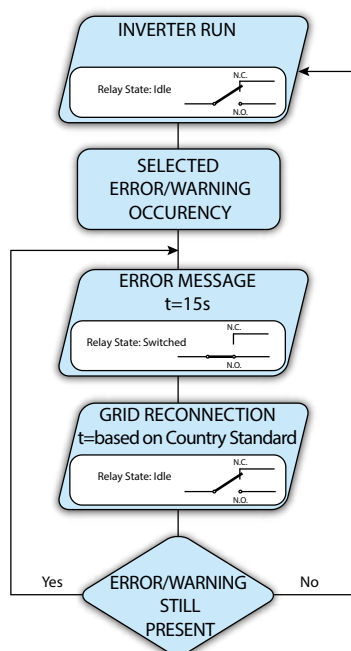 INVERTER RUN
N.C.
Relay State: Idle
N.O.
SELECTED
ERROR/WARNING
OCCURENCY
ERROR MESSAGE
t=15s
N.C.
Relay State: Switched
N.O.
GRID RECONNECTION
t=based on Country Standard
N.C.
Relay State: Idle
N.O.
Yes
ERROR/WARNING
STILL
PRESENT
No